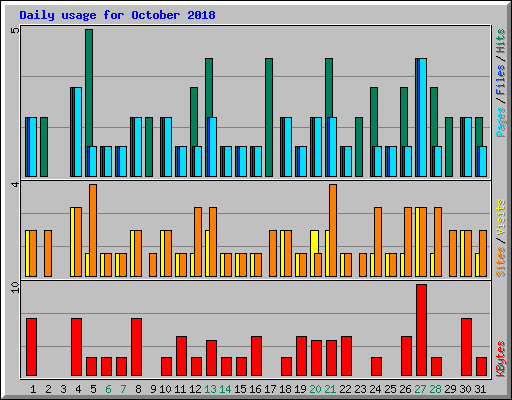 Daily usage for October 2018
5
4
10
Pages / Files / Hits
Sites / Visits
KBytes
1 2 3 4 5 6 7 8 9 10 11 12 13 14 15 16 17 18 19 20 21 22 23 24 25 26 27 28 29 30 31